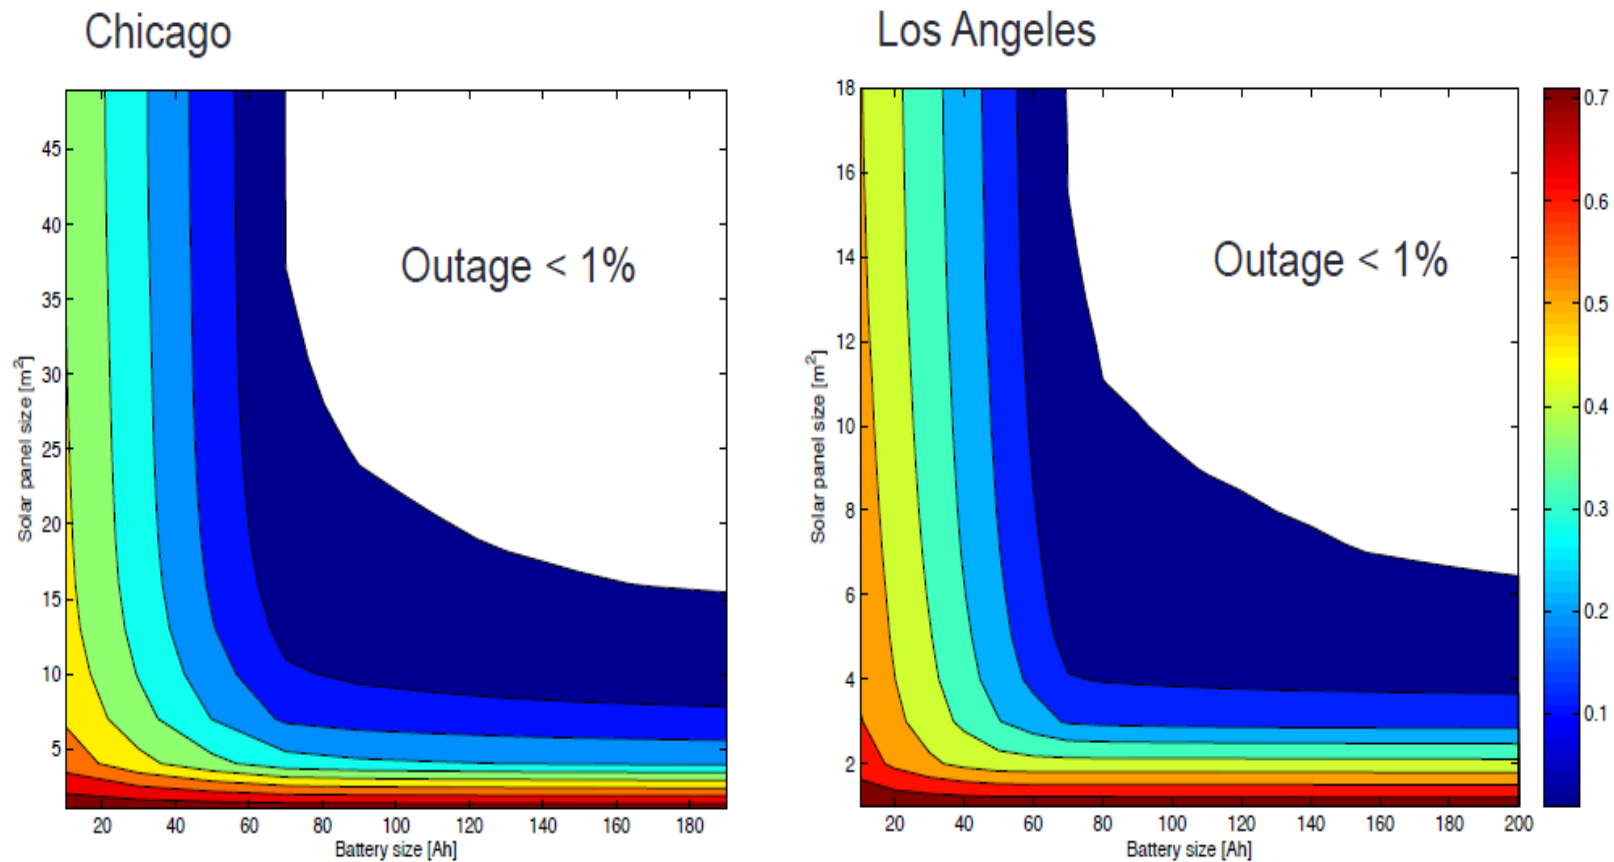 Chicago
Los Angeles
45
40
35
30
25
20
15
10
5
Solar panel size [m²]
Outage < 1%
20 40 60 80 100 120 140 160 180
Battery size [Ah]
18
16
14
12
10
8
6
4
2
Solar panel size [m²]
Outage < 1%
20 40 60 80 100 120 140 160 180 200
Battery size [Ah]
0.7
0.6
0.5
0.4
0.3
0.2
0.1